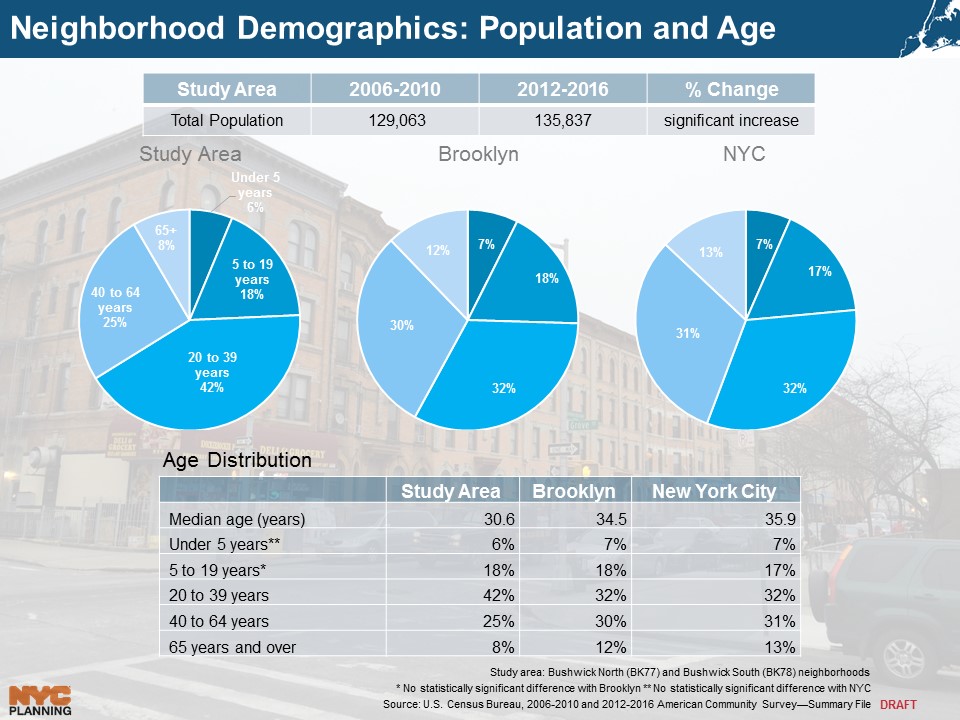 Neighborhood Demographics: Population and Age
Study Area 2006-2010 2012-2016 % Change
Total Population 129,063 135,837 significant increase
Study Area Brooklyn NYC
Under 5
years
6%
5 to 19
years
18%
20 to 39
years
42%
40 to 64
years
25%
65+
8%
7%
18%
32%
30%
12%
7%
17%
32%
31%
13%
Age Distribution
Study Area Brooklyn New York City
Median age (years) 30.6 34.5 35.9
Under 5 years** 6% 7% 7%
5 to 19 years* 18% 18% 17%
20 to 39 years 42% 32% 32%
40 to 64 years 25% 30% 31%
65 years and over 8% 12% 13%
Study area: Bushwick North (BK77) and Bushwick South (BK78) neighborhoods
* No statistically significant difference with Brooklyn ** No statistically significant difference with NYC
Source: U.S. Census Bureau, 2006-2010 and 2012-2016 American Community Survey—Summary File DRAFT
NYC
PLANNING